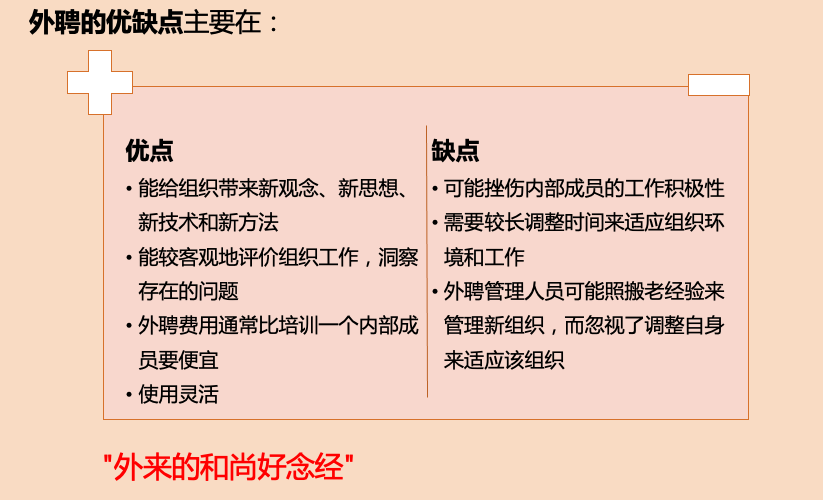 外聘的优缺点主要在：
优点
• 能给组织带来新观念、新思想、
新技术和新方法
• 能较客观地评价组织工作，洞察
存在的问题
• 外聘费用通常比培训一个内部成
员要便宜
• 使用灵活
缺点
• 可能挫伤内部成员的工作积极性
• 需要较长调整时间来适应组织环
境和工作
• 外聘管理人员可能照搬老经验来
管理新组织，而忽视了调整自身
来适应该组织
"外来的和尚好念经"